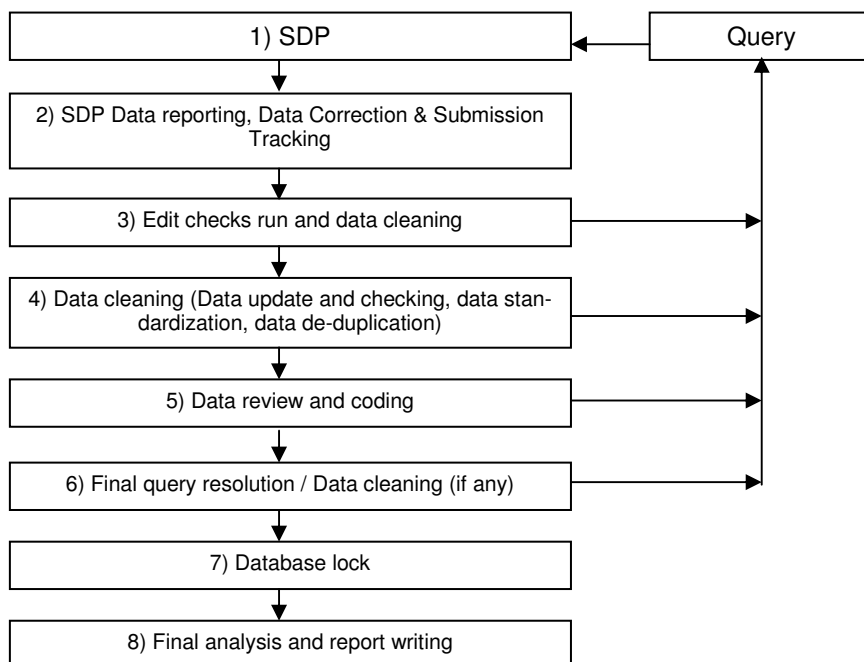 1) SDP
Query
2) SDP Data reporting, Data Correction & Submission
Tracking
3) Edit checks run and data cleaning
4) Data cleaning (Data update and checking, data stan-
dardization, data de-duplication)
5) Data review and coding
6) Final query resolution / Data cleaning (if any)
7) Database lock
8) Final analysis and report writing